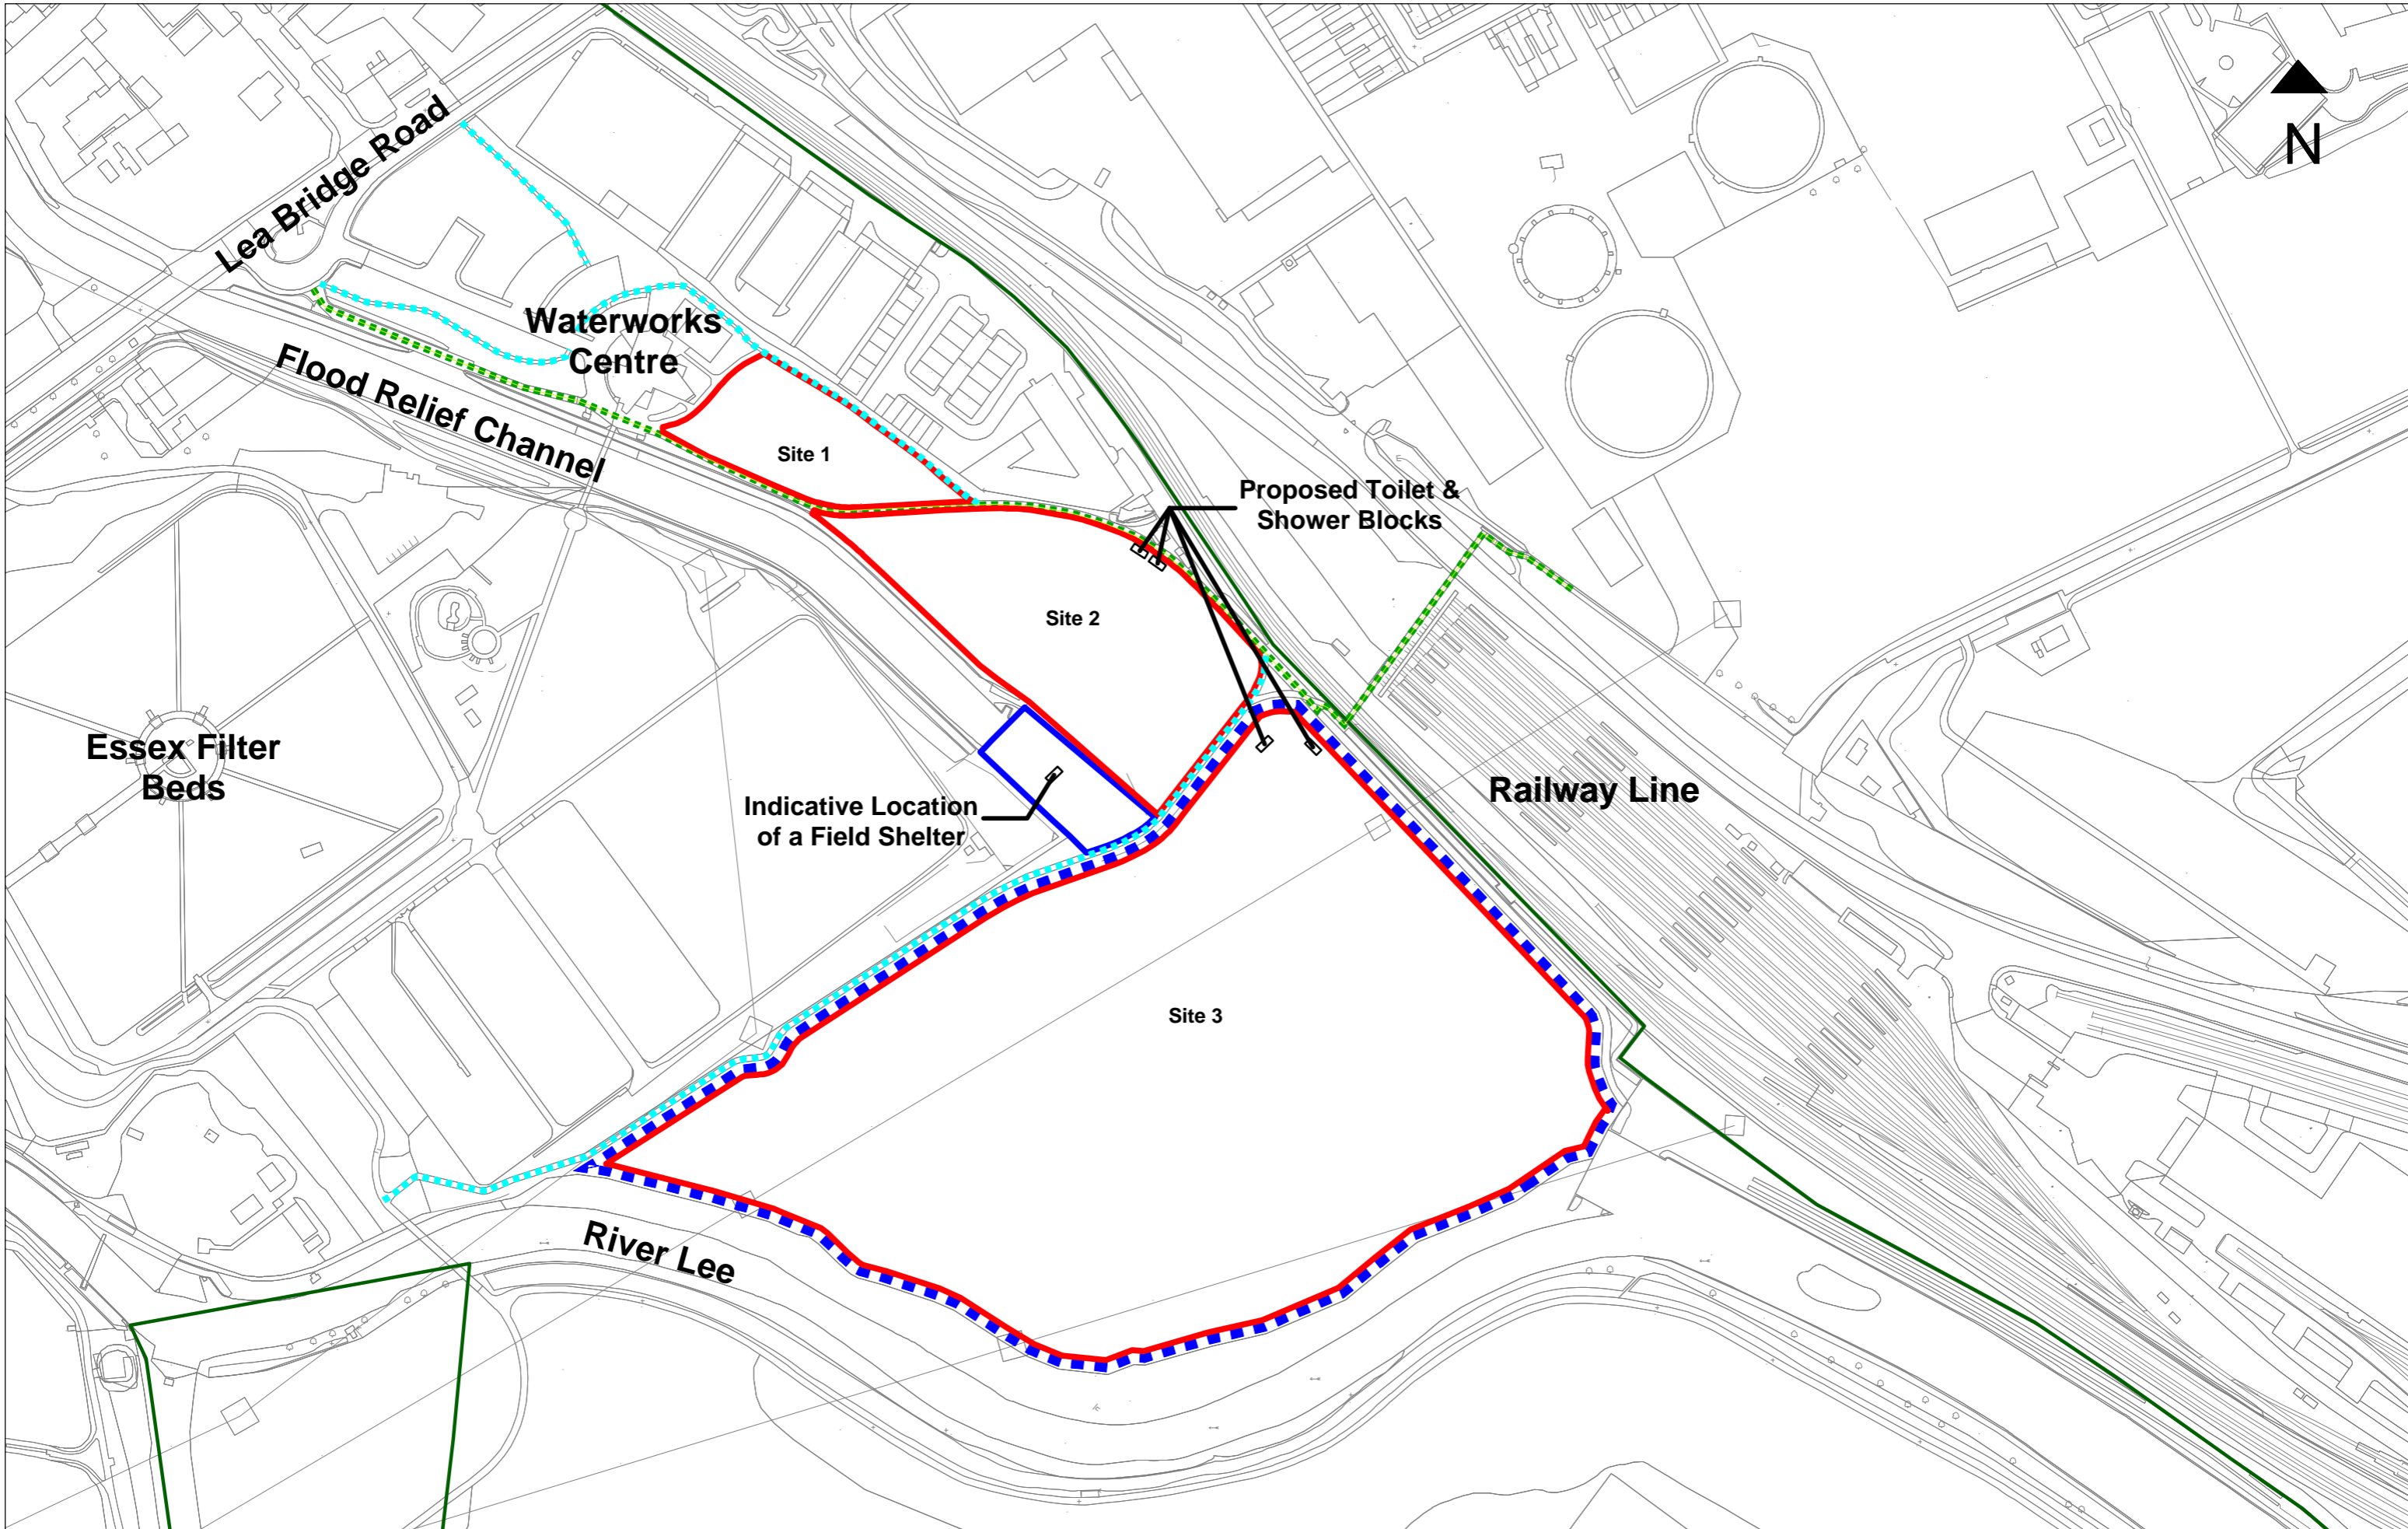 Lea Bridge Road
N
Waterworks
Centre
Flood Relief Channel
Site 1
Proposed Toilet &
Shower Blocks
Site 2
Essex Filter
Beds
Indicative Location
of a Field Shelter
Railway Line
Site 3
River Lee